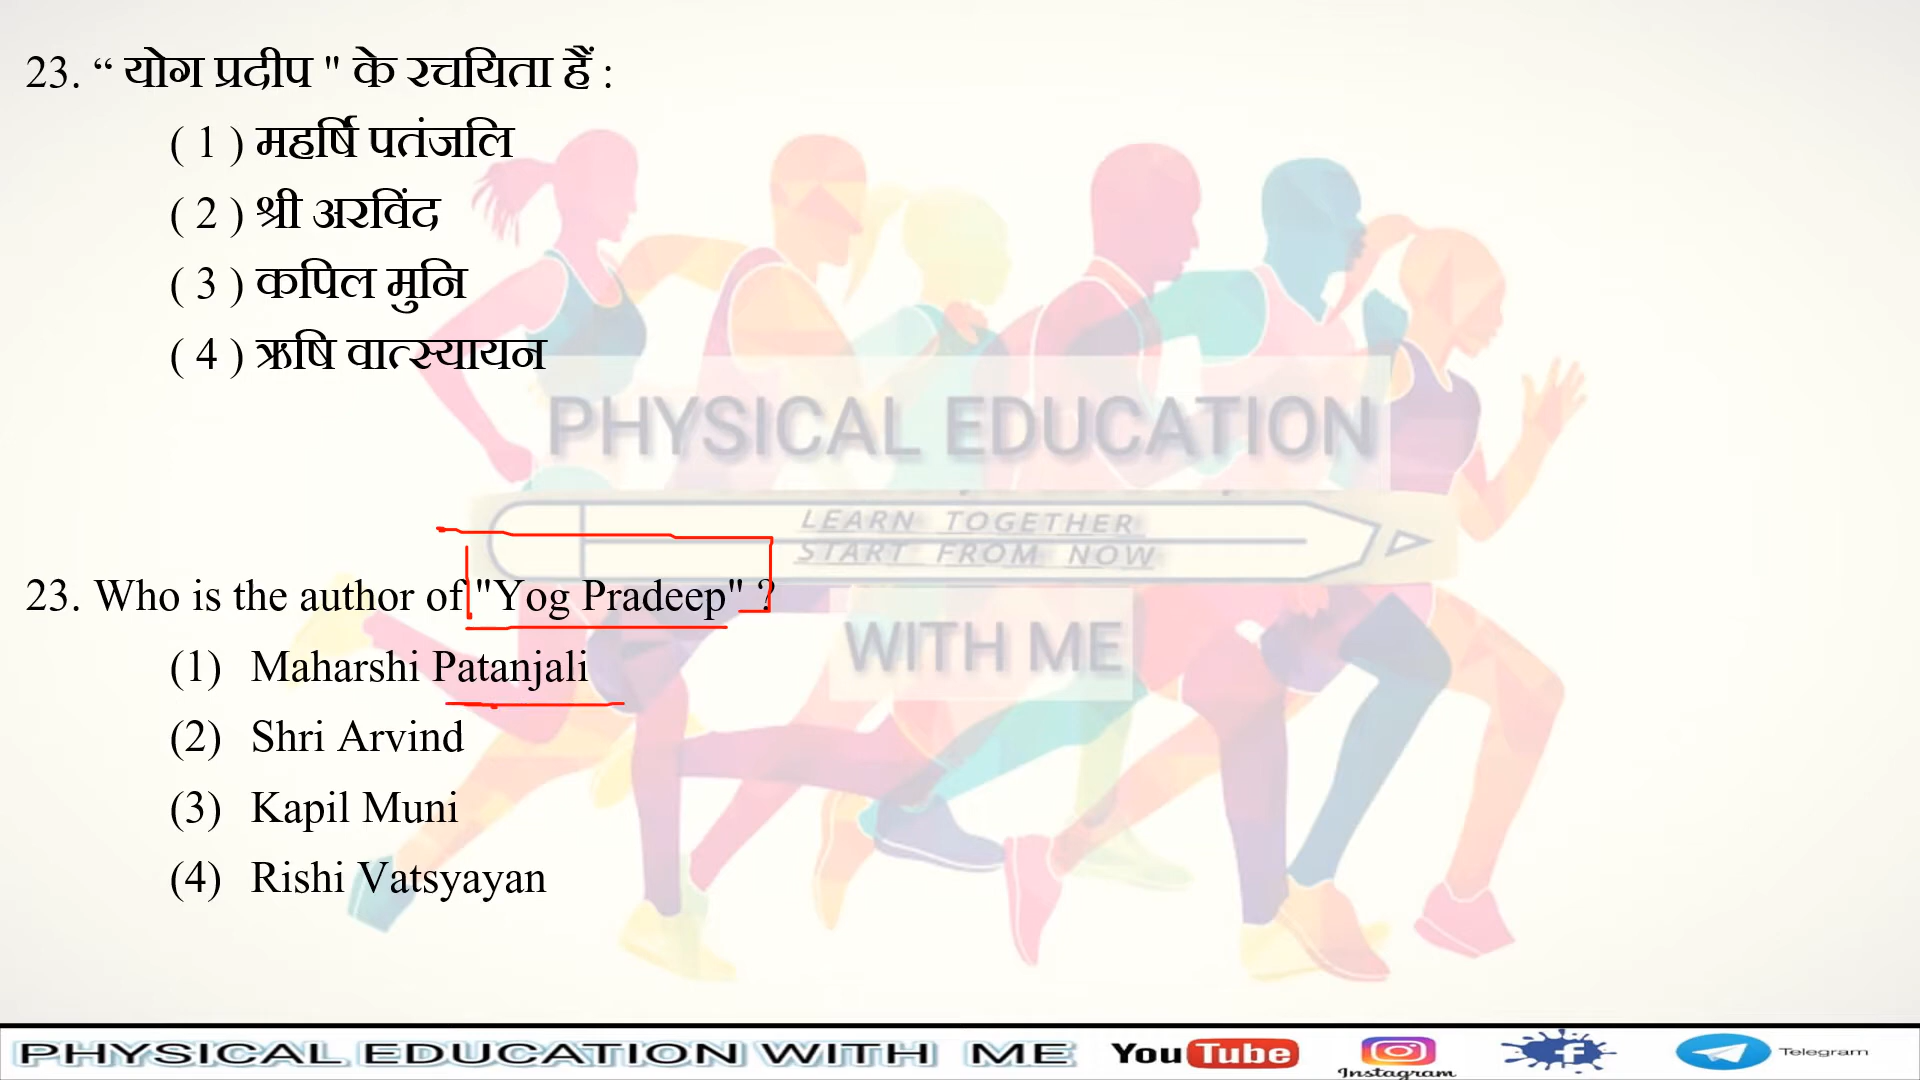 23. “ योग प्रदीप " के रचयिता हैं :
( 1 ) महर्षि पतंजलि
( 2 ) श्री अरविंद
( 3 ) कपिल मुनि
( 4 ) ऋषि वात्स्यायन
PHYSICAL EDUCATION
LEARN TOGETHER
START FROM NOW
WITH ME
23. Who is the author of "Yog Pradeep" ?
(1) Maharshi Patanjali
(2) Shri Arvind
(3) Kapil Muni
(4) Rishi Vatsyayan
PHYSICAL EDUCATION WITH ME YouTube Instagram f Telegram